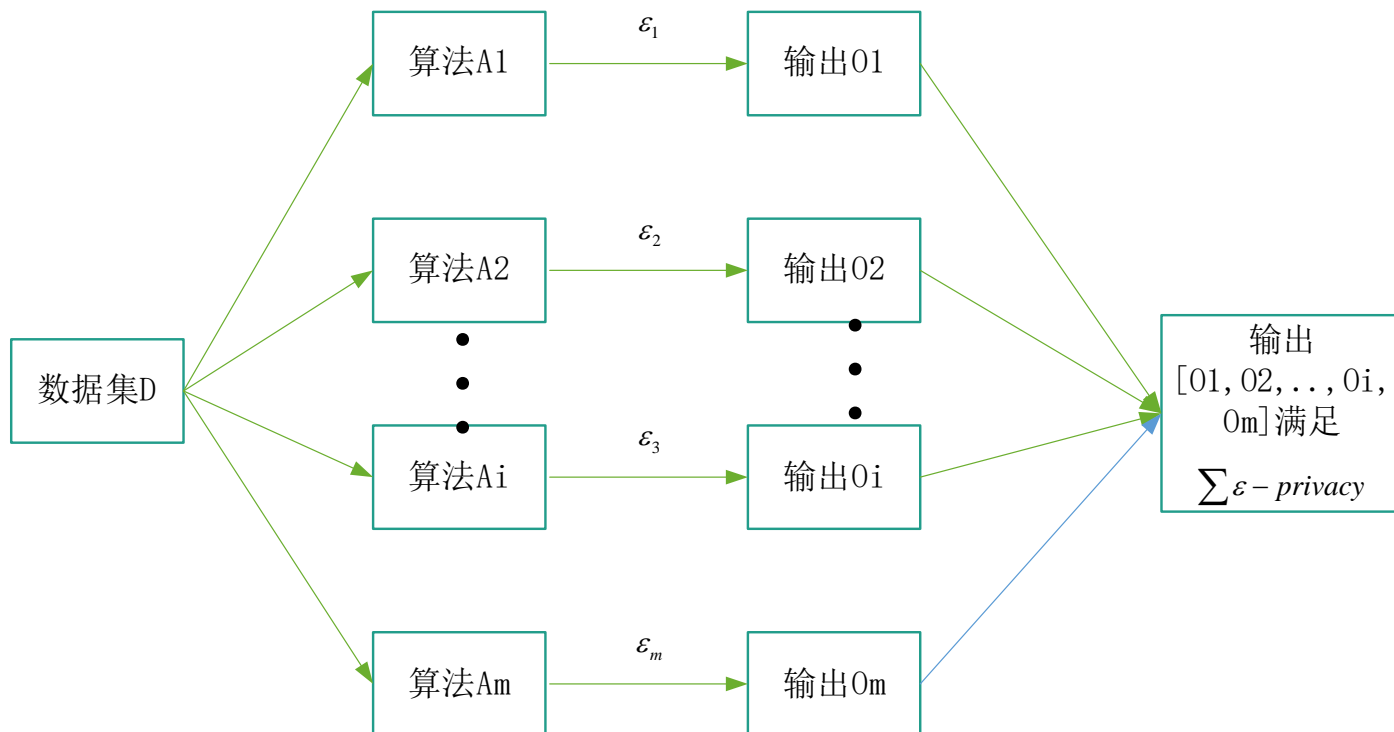 ε₁
算法A1
输出O1
ε₂
算法A2
输出O2
数据集D
输出
[O1,O2,..,Oi,
Om]满足
∑ε－privacy
ε₃
算法Ai
输出Oi
εₘ
算法Am
输出Om